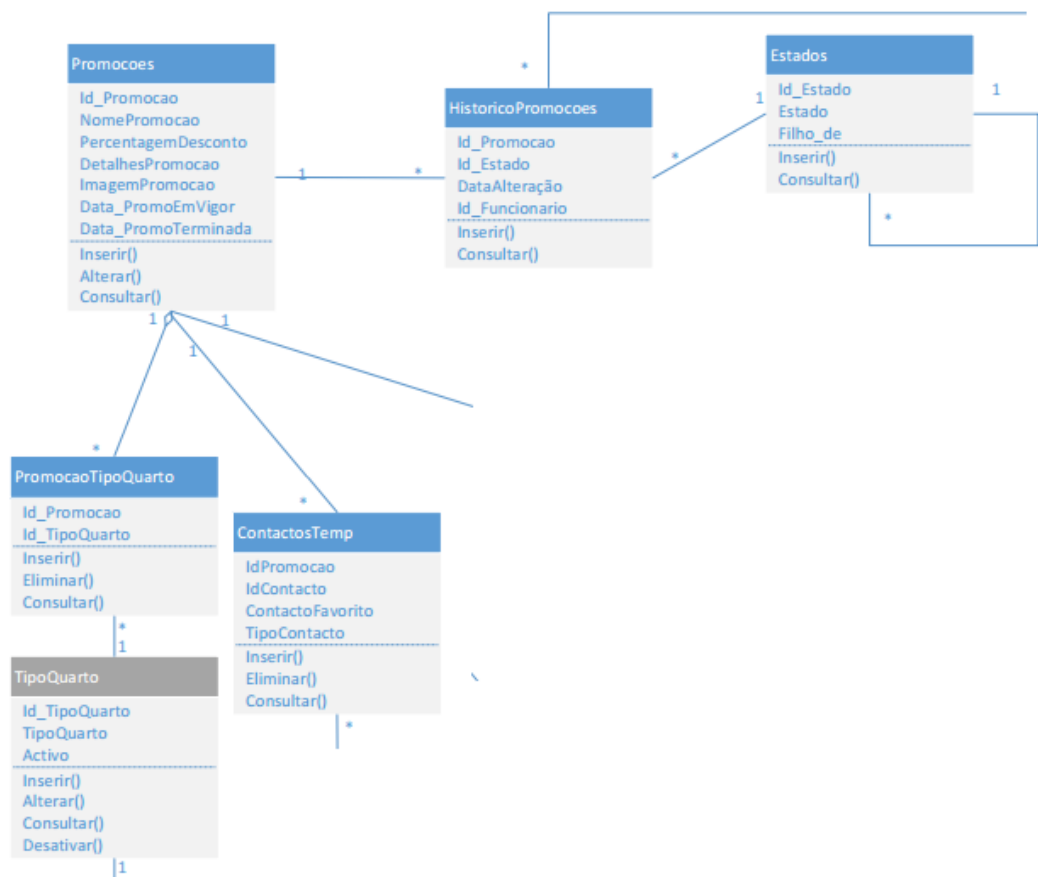 Promocoes
Id_Promocao
NomePromocao
PercentagemDesconto
DetalhesPromocao
ImagemPromocao
Data_PromoEmVigor
Data_PromoTerminada
Inserir()
Alterar()
Consultar()
1
*
*
HistoricoPromocoes
Id_Promocao
Id_Estado
DataAlteração
Id_Funcionario
Inserir()
Consultar()
*
1
Estados
Id_Estado
Estado
Filho_de
Inserir()
Consultar()
1
*
1
1
1
*
PromocaoTipoQuarto
Id_Promocao
Id_TipoQuarto
Inserir()
Eliminar()
Consultar()
*
1
*
ContactosTemp
IdPromocao
IdContacto
ContactoFavorito
TipoContacto
Inserir()
Eliminar()
Consultar()
*
TipoQuarto
Id_TipoQuarto
TipoQuarto
Activo
Inserir()
Alterar()
Consultar()
Desativar()
1